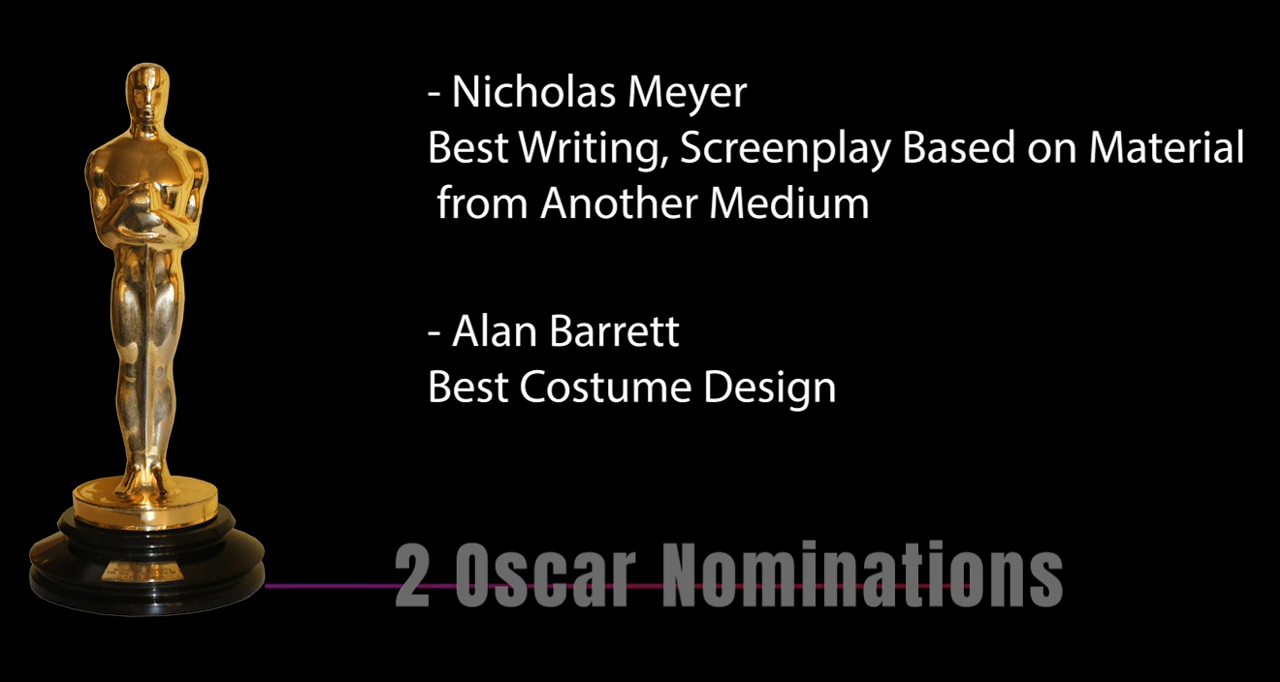 - Nicholas Meyer
Best Writing, Screenplay Based on Material
from Another Medium
- Alan Barrett
Best Costume Design
2 Oscar Nominations